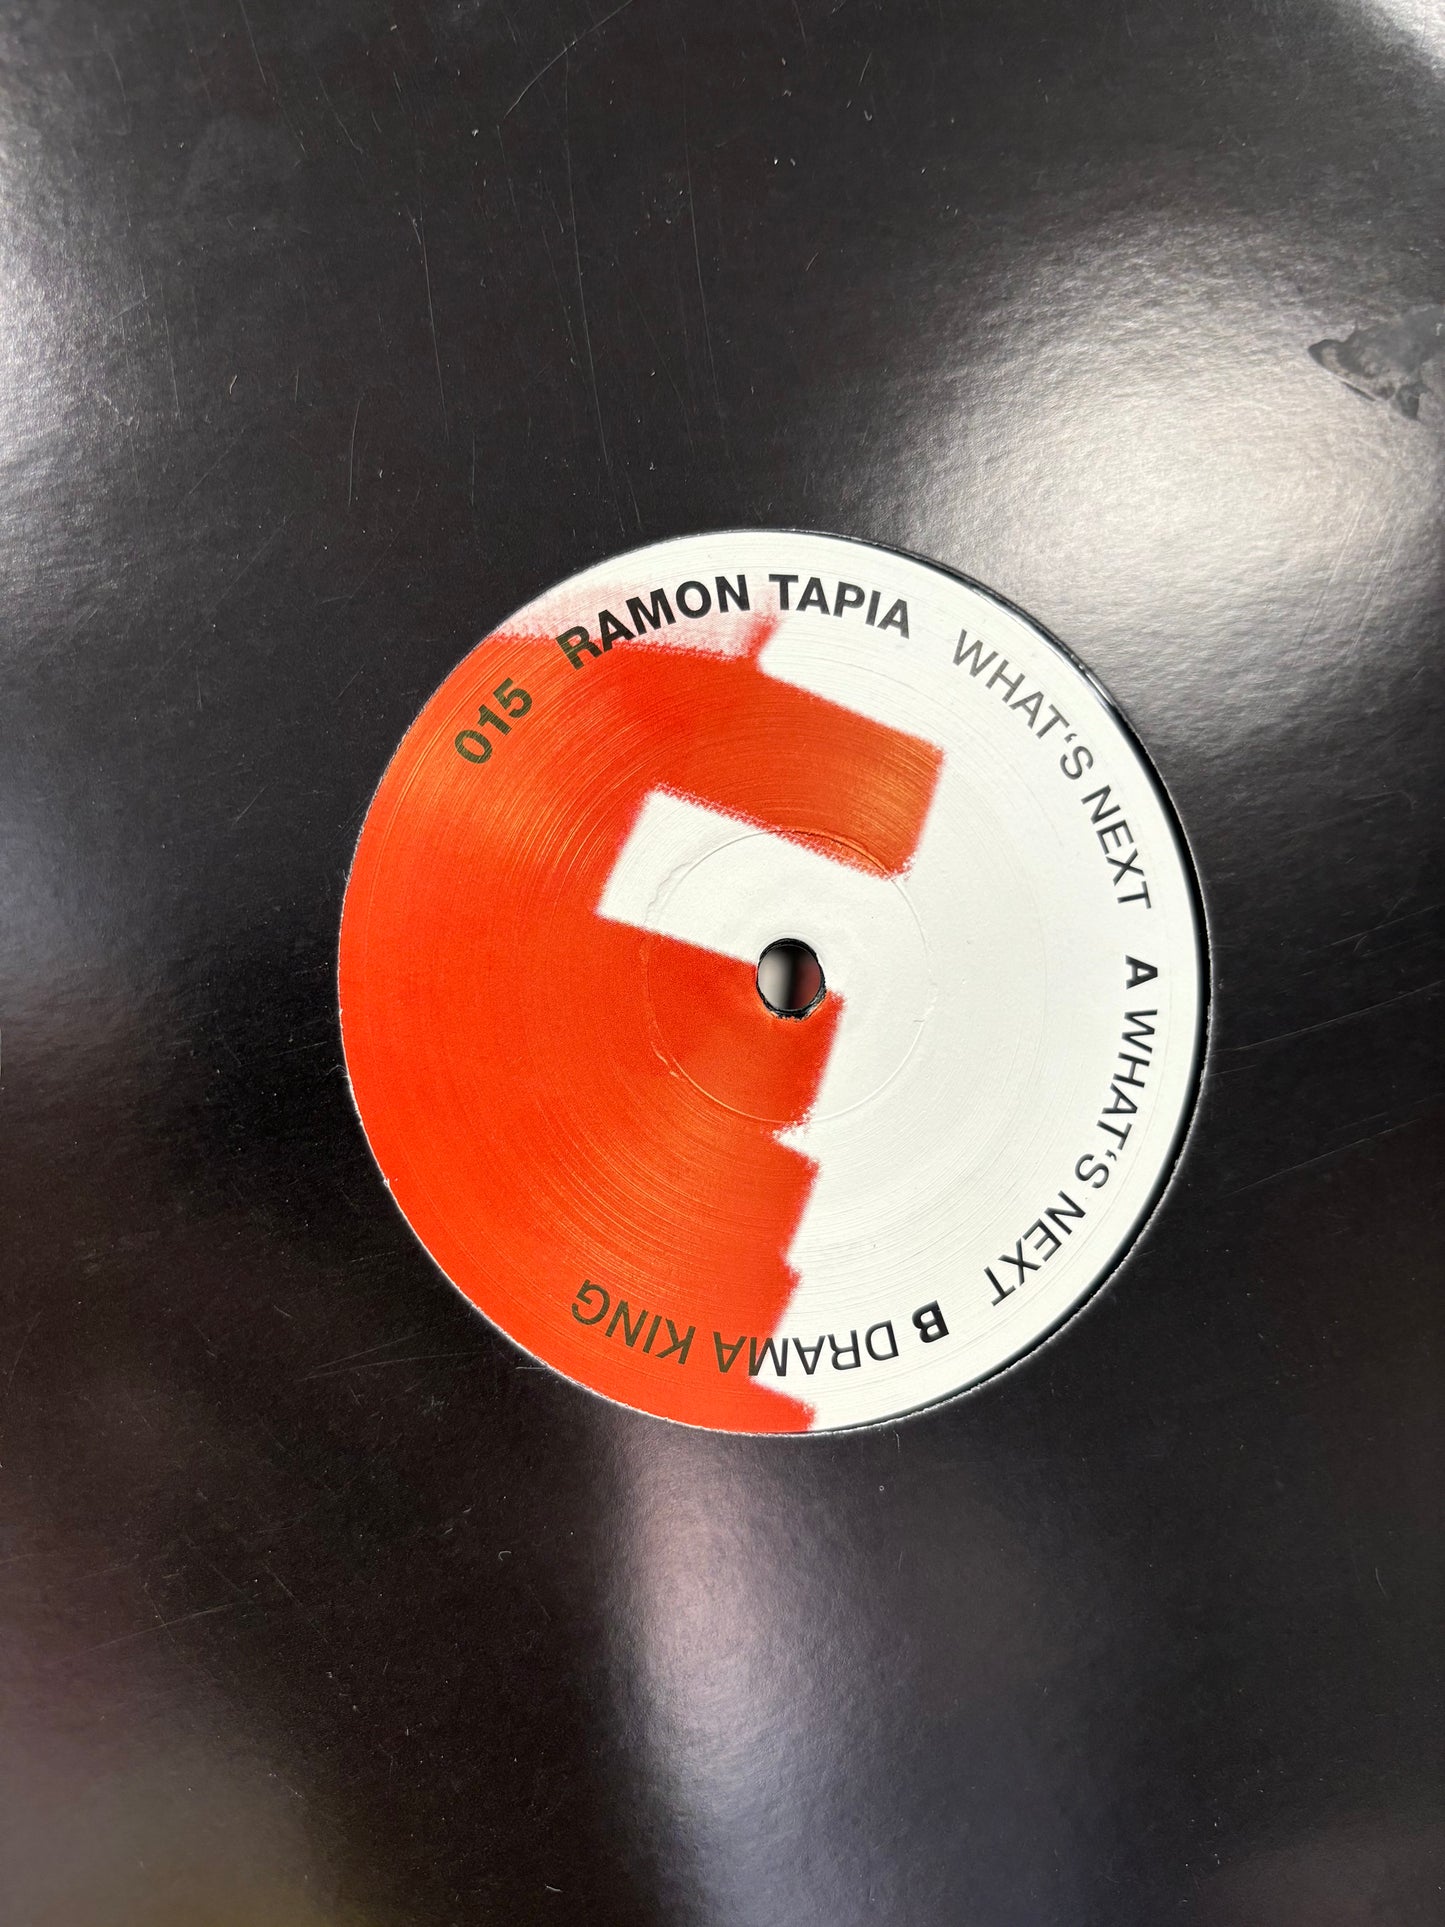 015 RAMON TAPIA WHAT‘S NEXT A WHAT‘S NEXT B DRAMA KING